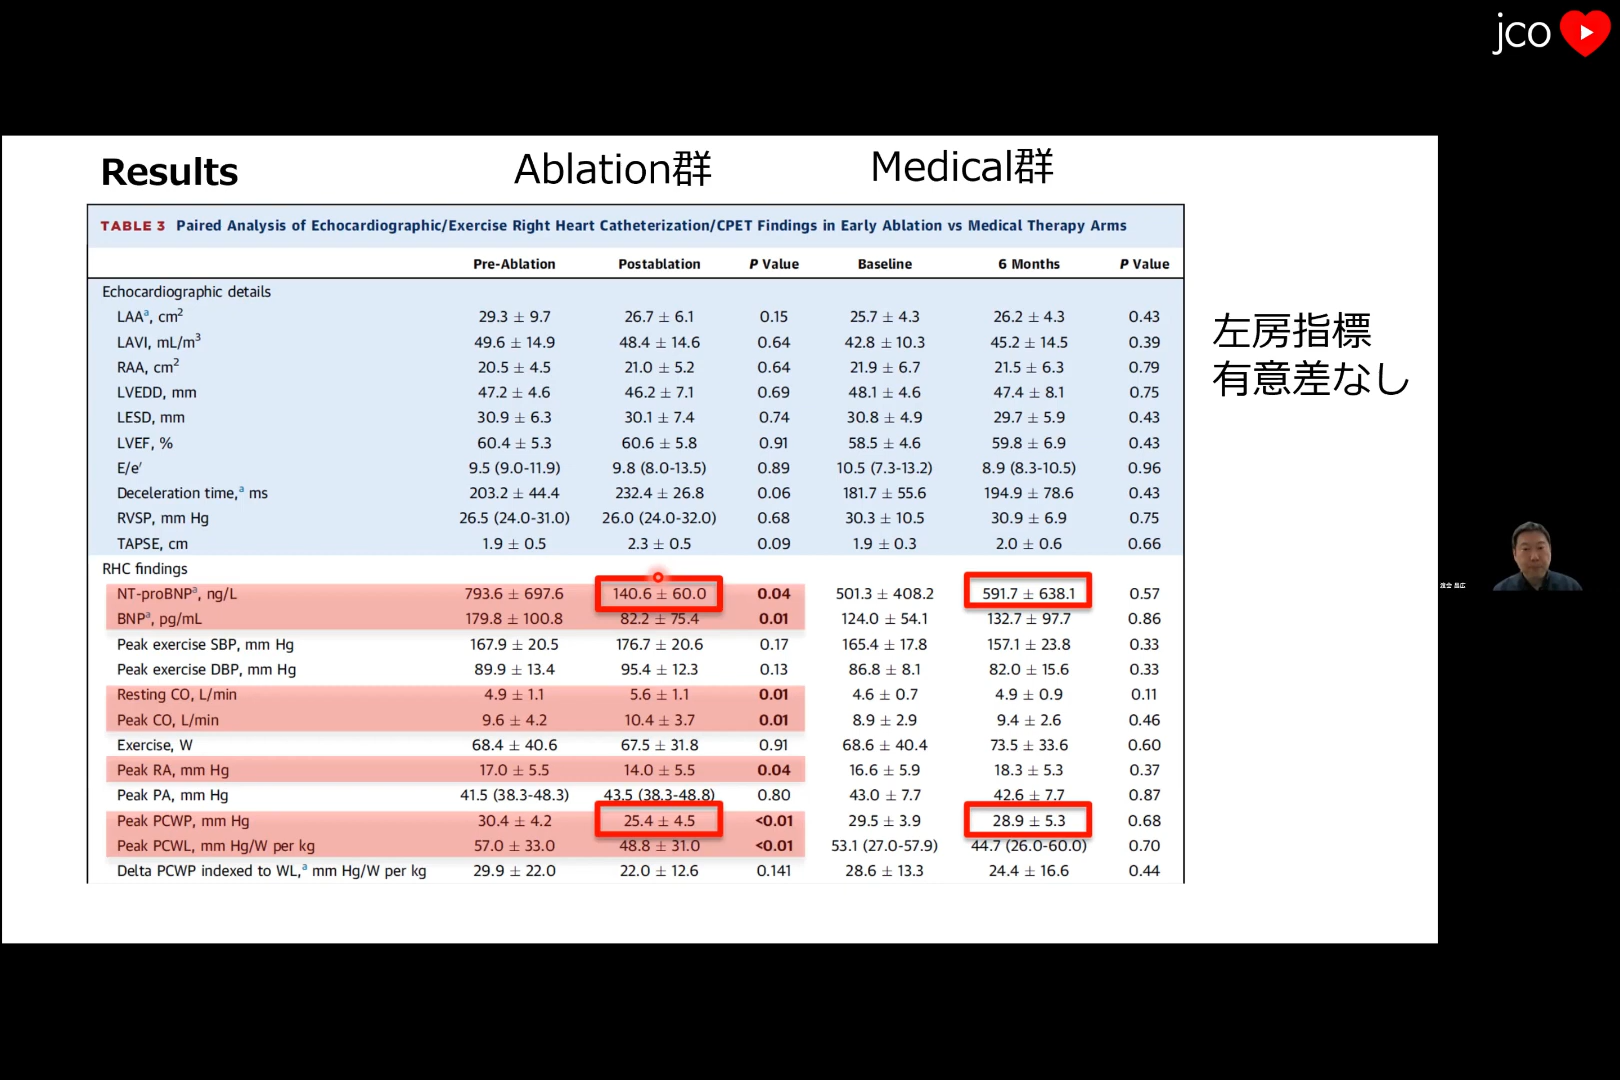 jco
Results Ablation群 Medical群
TABLE 3 Paired Analysis of Echocardiographic/Exercise Right Heart Catheterization/CPET Findings in Early Ablation vs Medical Therapy Arms
Pre-Ablation Postablation P Value Baseline 6 Months P Value
Echocardiographic details
LAAa, cm2 29.3 ± 9.7 26.7 ± 6.1 0.15 25.7 ± 4.3 26.2 ± 4.3 0.43
LAVI, mL/m3 49.6 ± 14.9 48.4 ± 14.6 0.64 42.8 ± 10.3 45.2 ± 14.5 0.39
RAA, cm2 20.5 ± 4.5 21.0 ± 5.2 0.64 21.9 ± 6.7 21.5 ± 6.3 0.79
LVEDD, mm 47.2 ± 4.6 46.2 ± 7.1 0.69 48.1 ± 4.6 47.4 ± 8.1 0.75
LESD, mm 30.9 ± 6.3 30.1 ± 7.4 0.74 30.8 ± 4.9 29.7 ± 5.9 0.43
LVEF, % 60.4 ± 5.3 60.6 ± 5.8 0.91 58.5 ± 4.6 59.8 ± 6.9 0.43
E/e′ 9.5 (9.0-11.9) 9.8 (8.0-13.5) 0.89 10.5 (7.3-13.2) 8.9 (8.3-10.5) 0.96
Deceleration time,a ms 203.2 ± 44.4 232.4 ± 26.8 0.06 181.7 ± 55.6 194.9 ± 78.6 0.43
RVSP, mm Hg 26.5 (24.0-31.0) 26.0 (24.0-32.0) 0.68 30.3 ± 10.5 30.9 ± 6.9 0.75
TAPSE, cm 1.9 ± 0.5 2.3 ± 0.5 0.09 1.9 ± 0.3 2.0 ± 0.6 0.66
RHC findings
NT-proBNPa, ng/L 793.6 ± 697.6 140.6 ± 60.0 0.04 501.3 ± 408.2 591.7 ± 638.1 0.57
BNPa, pg/mL 179.8 ± 100.8 82.2 ± 75.4 0.01 124.0 ± 54.1 132.7 ± 97.7 0.86
Peak exercise SBP, mm Hg 167.9 ± 20.5 176.7 ± 20.6 0.17 165.4 ± 17.8 157.1 ± 23.8 0.33
Peak exercise DBP, mm Hg 89.9 ± 13.4 95.4 ± 12.3 0.13 86.8 ± 8.1 82.0 ± 15.6 0.33
Resting CO, L/min 4.9 ± 1.1 5.6 ± 1.1 0.01 4.6 ± 0.7 4.9 ± 0.9 0.11
Peak CO, L/min 9.6 ± 4.2 10.4 ± 3.7 0.01 8.9 ± 2.9 9.4 ± 2.6 0.46
Exercise, W 68.4 ± 40.6 67.5 ± 31.8 0.91 68.6 ± 40.4 73.5 ± 33.6 0.60
Peak RA, mm Hg 17.0 ± 5.5 14.0 ± 5.5 0.04 16.6 ± 5.9 18.3 ± 5.3 0.37
Peak PA, mm Hg 41.5 (38.3-48.3) 43.5 (38.3-48.8) 0.80 43.0 ± 7.7 42.6 ± 7.7 0.87
Peak PCWP, mm Hg 30.4 ± 4.2 25.4 ± 4.5 <0.01 29.5 ± 3.9 28.9 ± 5.3 0.68
Peak PCWL, mm Hg/W per kg 57.0 ± 33.0 48.8 ± 31.0 <0.01 53.1 (27.0-57.9) 44.7 (26.0-60.0) 0.70
Delta PCWP indexed to WL,a mm Hg/W per kg 29.9 ± 22.0 22.0 ± 12.6 0.141 28.6 ± 13.3 24.4 ± 16.6 0.44
左房指標
有意差なし